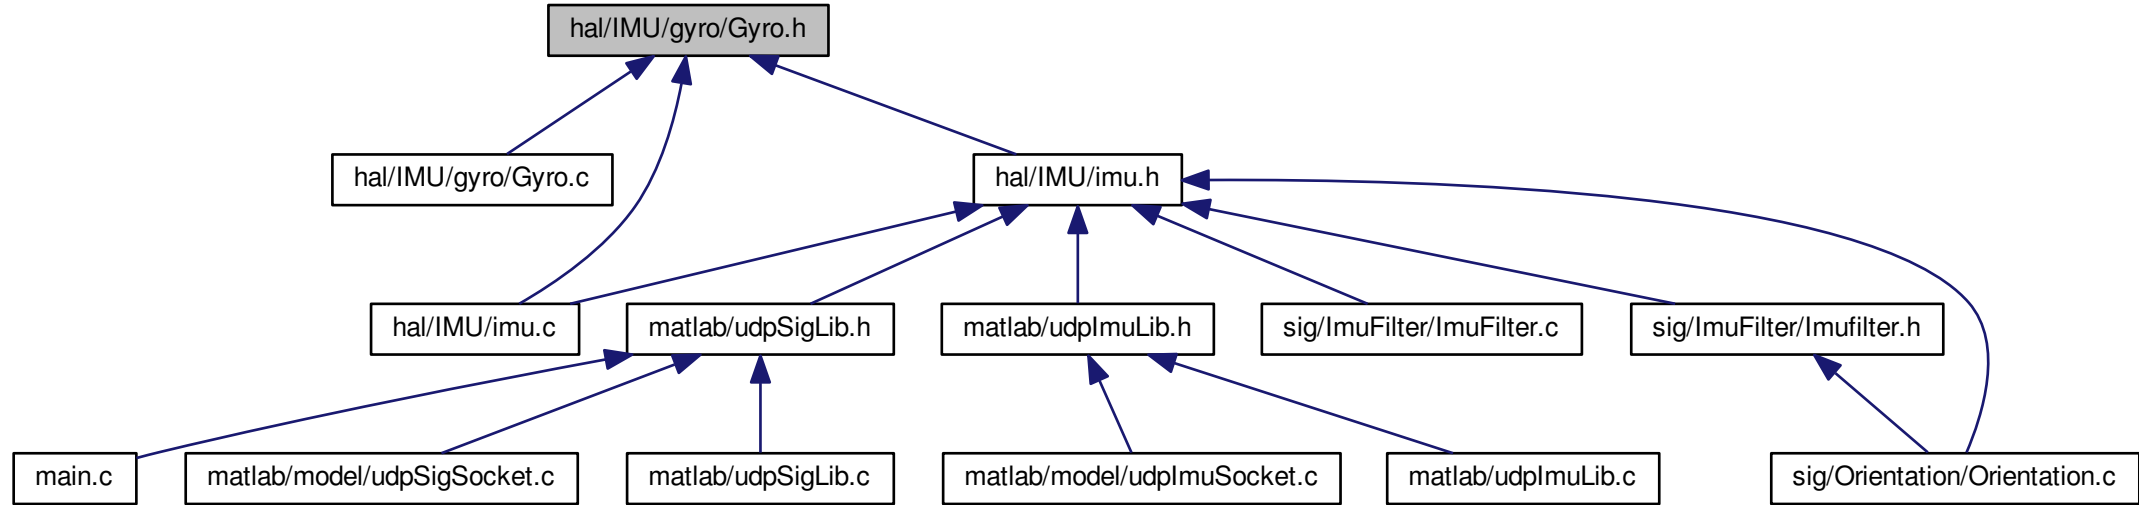 hal/IMU/gyro/Gyro.h
hal/IMU/gyro/Gyro.c
hal/IMU/imu.h
hal/IMU/imu.c
matlab/udpSigLib.h
matlab/udpImuLib.h
sig/ImuFilter/ImuFilter.c
sig/ImuFilter/Imufilter.h
main.c
matlab/model/udpSigSocket.c
matlab/udpSigLib.c
matlab/model/udpImuSocket.c
matlab/udpImuLib.c
sig/Orientation/Orientation.c